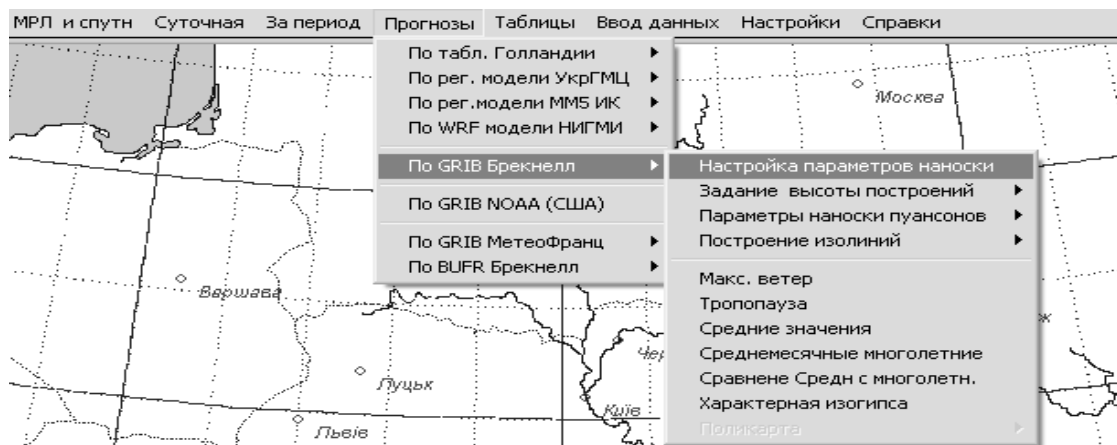 МРЛ и спутн Суточная За период Прогнозы Таблицы Ввод данных Настройки Справки
По табл. Голландии
По рег. модели УкрГМЦ
По рег.модели ММ5 ИК
По WRF модели НИГМИ
По GRIB Брекнелл
По GRIB NOAA (США)
По GRIB МетеоФранц
По BUFR Брекнелл
Настройка параметров наноски
Задание высоты построений
Параметры наноски пуансонов
Построение изолиний
Макс. ветер
Тропопауза
Средние значения
Среднемесячные многолетние
Сравнене Средн с многолетн.
Характерная изогипса
Поликарта
Москва
Варшава
Луцьк
Київ
Львів